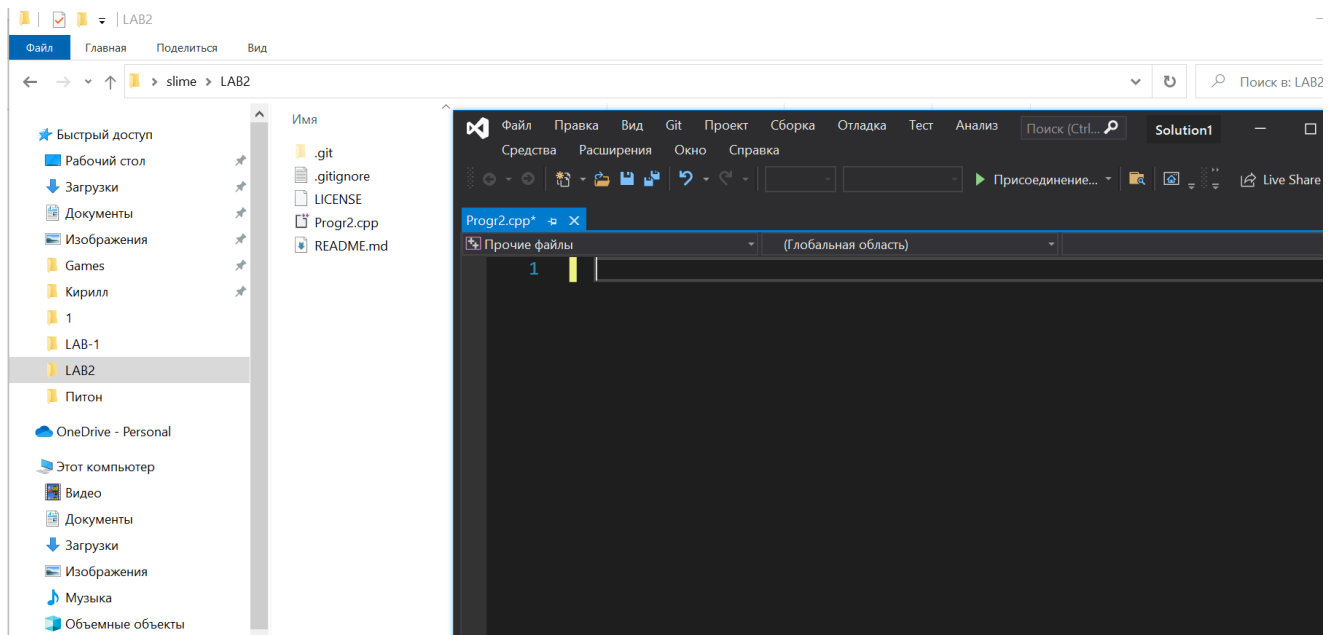 LAB2
Файл Главная Поделиться Вид
slime LAB2
Поиск в: LAB2
Быстрый доступ
Рабочий стол
Загрузки
Документы
Изображения
Games
Кирилл
1
LAB-1
LAB2
Питон
OneDrive - Personal
Этот компьютер
Видео
Документы
Загрузки
Изображения
Музыка
Объемные объекты
Имя
.git
.gitignore
LICENSE
Progr2.cpp
README.md
Файл Правка Вид Git Проект Сборка Отладка Тест Анализ Поиск (Ctrl... Solution1
Средства Расширения Окно Справка
Присоединение... Live Share
Progr2.cpp*
Прочие файлы (Глобальная область)
1